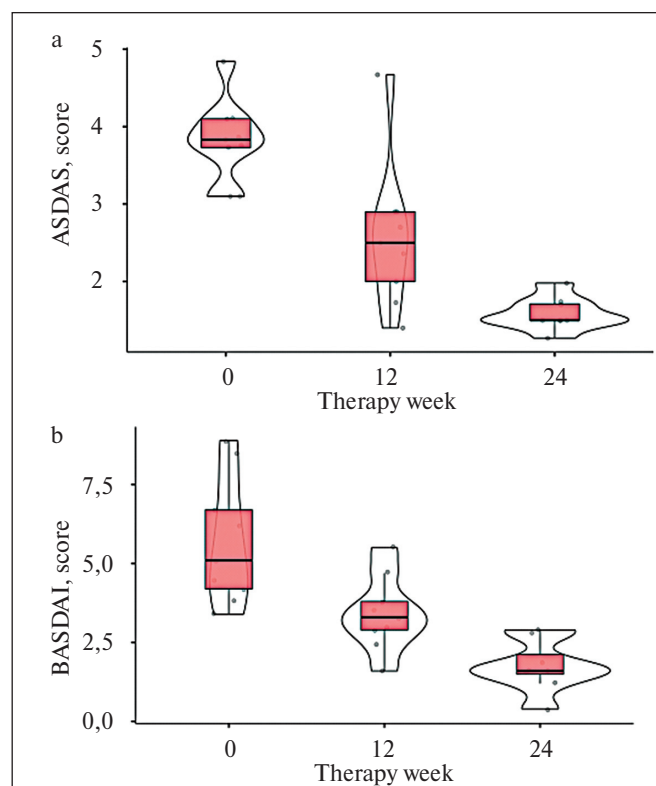 a
ASDAS, score
5
4
3
2
0 12 24
Therapy week
b
BASDAI, score
7,5
5,0
2,5
0,0
0 12 24
Therapy week